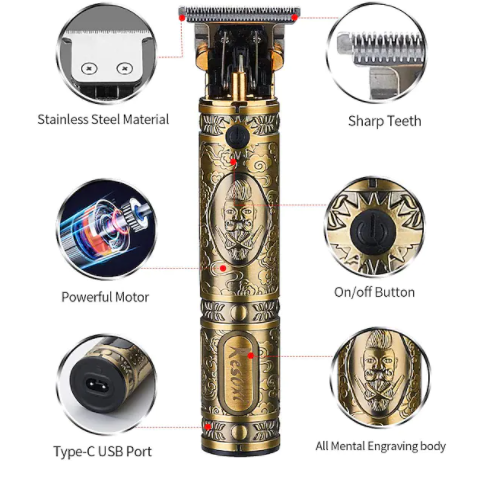 Stainless Steel Material
Sharp Teeth
Powerful Motor
On/off Button
Type-C USB Port
All Mental Engraving body